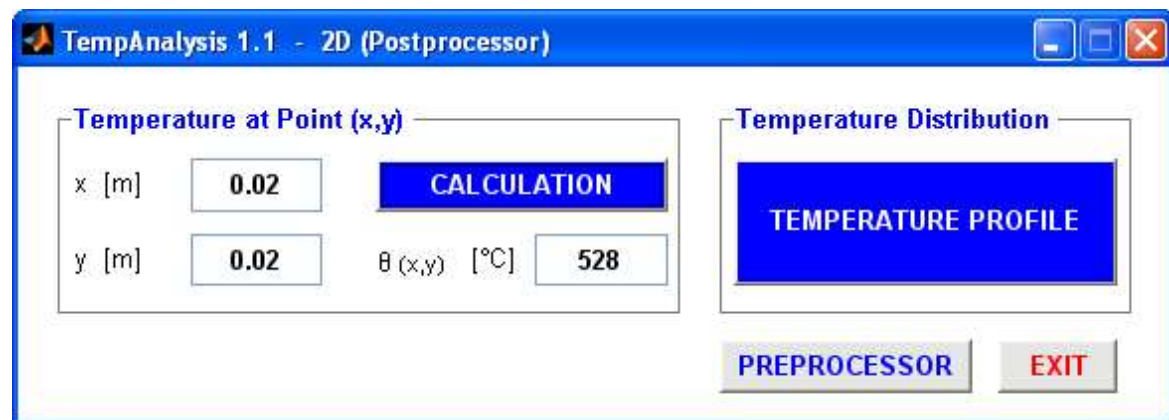 TempAnalysis 1.1 - 2D (Postprocessor)
Temperature at Point (x,y)
x [m]
0.02
CALCULATION
y [m]
0.02
θ (x,y) [°C]
528
Temperature Distribution
TEMPERATURE PROFILE
PREPROCESSOR
EXIT